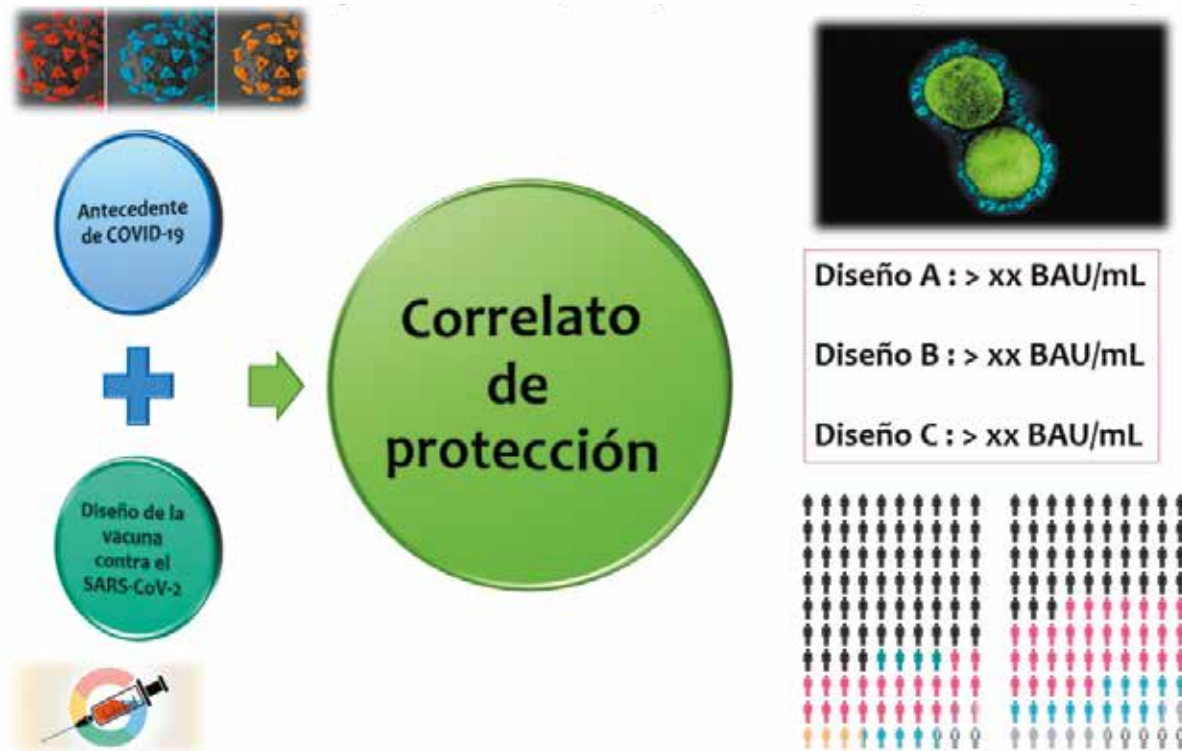 Antecedente
de COVID-19
Diseño de la
vacuna
contra el
SARS-CoV-2
Correlato
de
protección
Diseño A : > xx BAU/mL
Diseño B : > xx BAU/mL
Diseño C : > xx BAU/mL